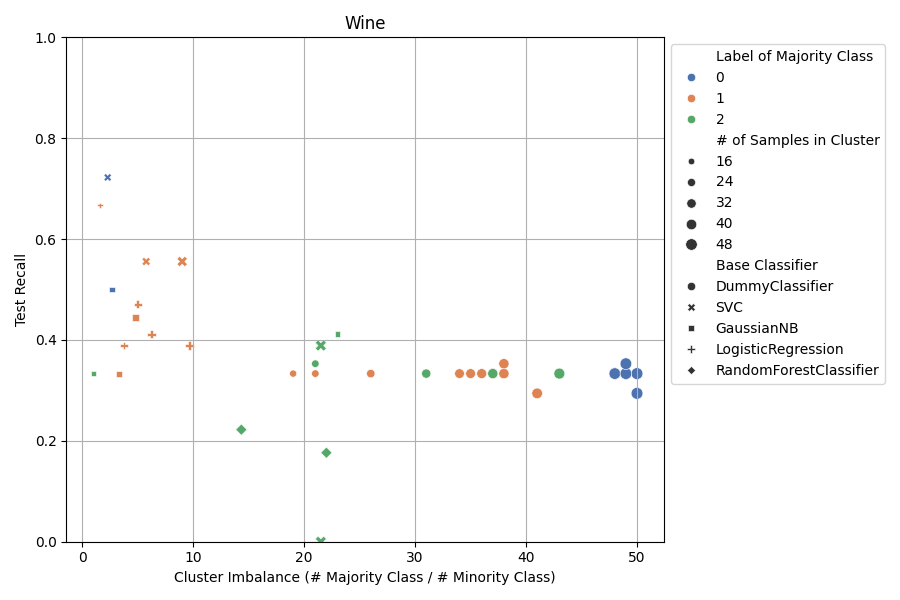 Wine
Test Recall
1.0
0.8
0.6
0.4
0.2
0.0
0 10 20 30 40 50
Cluster Imbalance (# Majority Class / # Minority Class)
Label of Majority Class
0
1
2
# of Samples in Cluster
16
24
32
40
48
Base Classifier
DummyClassifier
SVC
GaussianNB
LogisticRegression
RandomForestClassifier